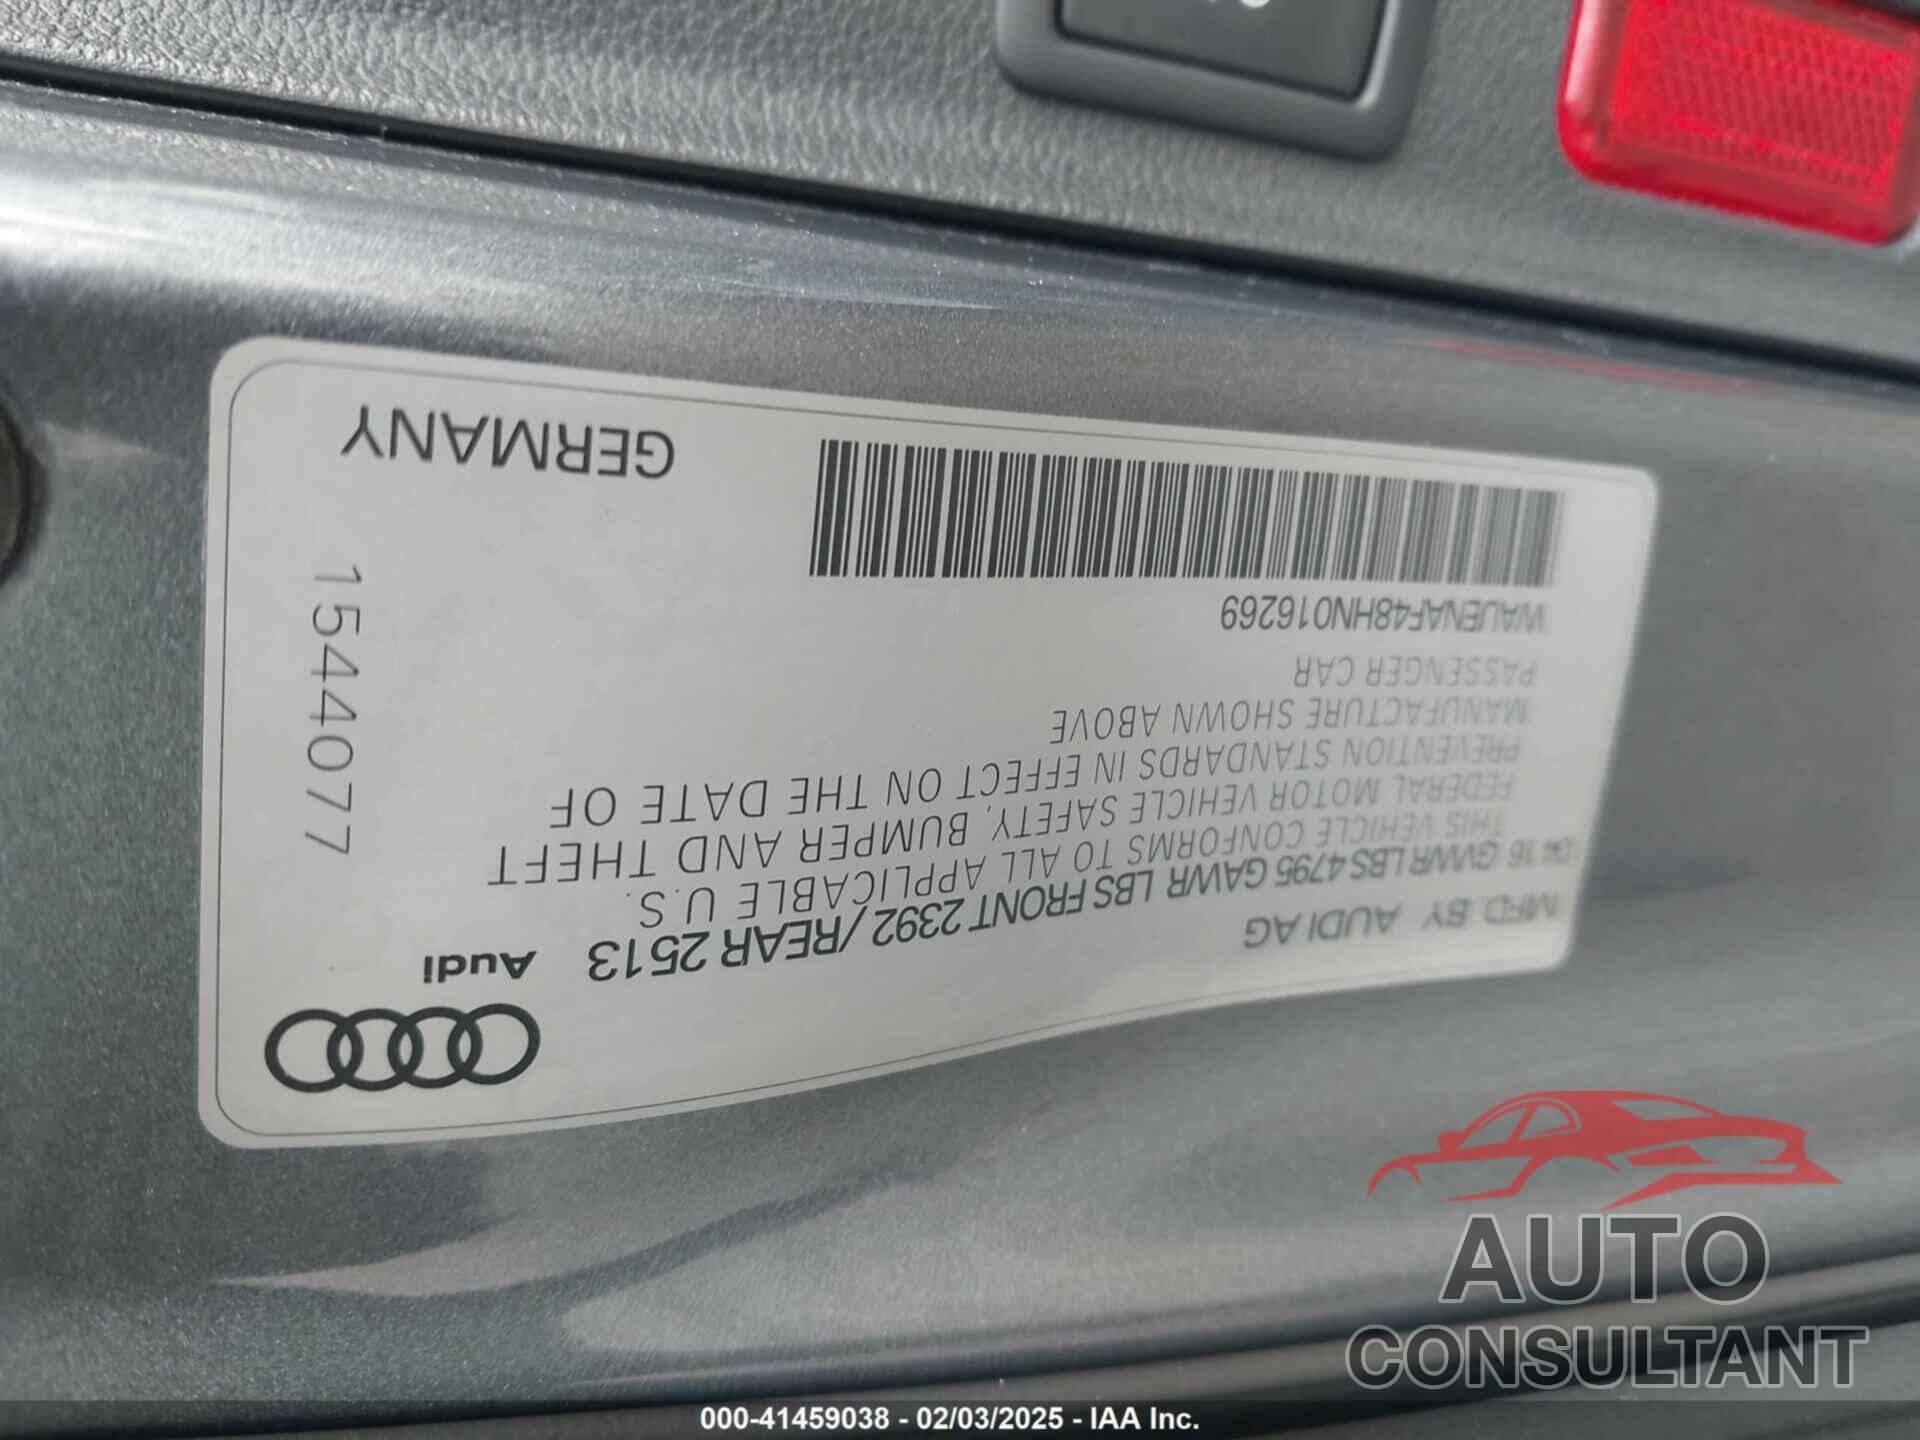 Audi
MFD. BY AUDI AG
04.16 GVWR LBS 4795 GAWR LBS FRONT 2392 / REAR 2513
THIS VEHICLE CONFORMS TO ALL APPLICABLE U.S.
FEDERAL MOTOR VEHICLE SAFETY, BUMPER AND THEFT
PREVENTION STANDARDS IN EFFECT ON THE DATE OF
MANUFACTURE SHOWN ABOVE
PASSENGER CAR
WAUENAF48HN016269
GERMANY
1544077
AUTO
CONSULTANT
000-41459038 - 02/03/2025 - IAA Inc.